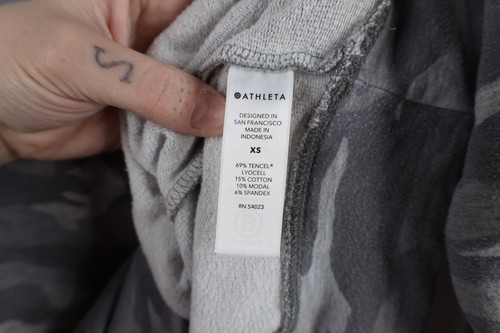 ATHLETA
DESIGNED IN
SAN FRANCISCO
MADE IN
INDONESIA
XS
69% TENCEL®
LYOCELL
15% COTTON
10% MODAL
6% SPANDEX
RN 54023
B